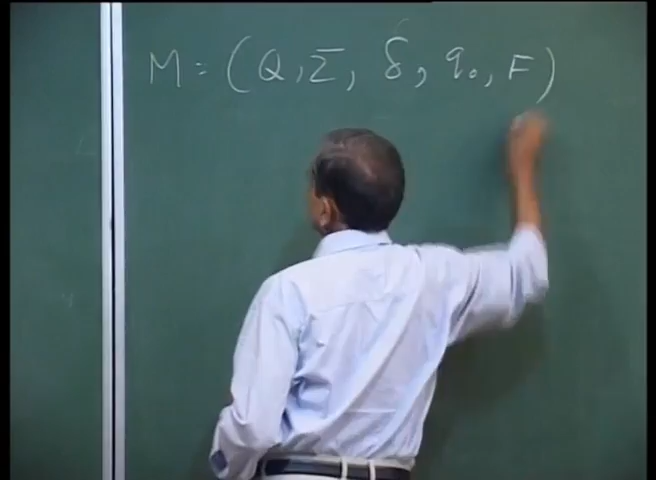 M = (Q, Σ, δ, q₀, F)